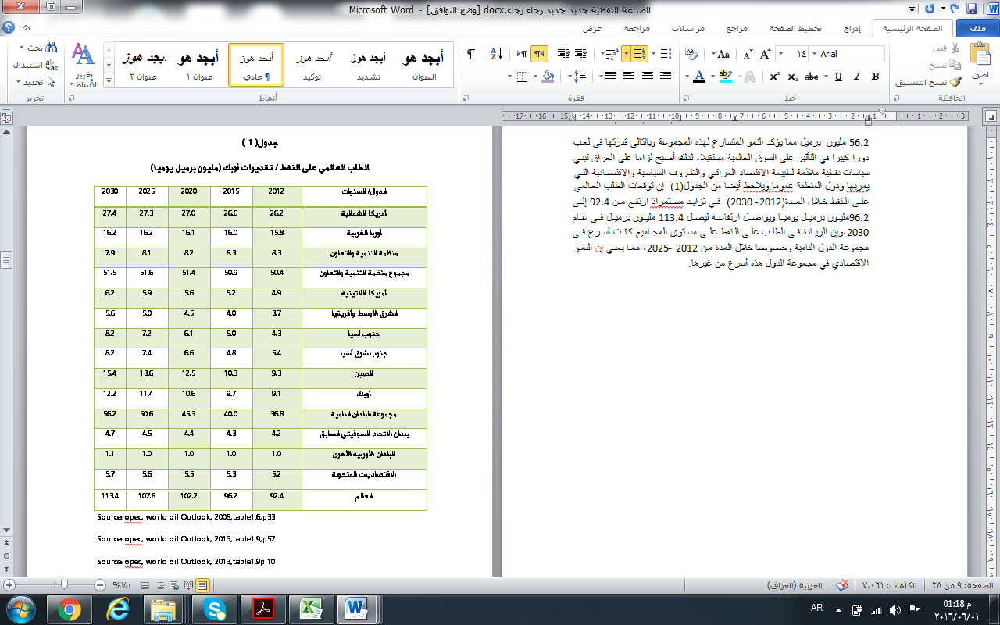 الصناعة النفطية جديد جديد رجاء رجاء.docx [وضع التوافق] - Microsoft Word
ملف
الصفحة الرئيسية
إدراج
تخطيط الصفحة
مراجع
مراسلات
مراجعة
عرض
لصق
قص
نسخ
نسخ التنسيق
الحافظة
Arial
١٤
خط
فقرة
أبجد هو
العنوان
أبجد هوز
تشديد
أبجد هوز
توكيد
أبجد هوز
¶ عادي
أبجد هو
عنوان ١
أبجد هوز
عنوان ٢
أنماط
تغيير الأنماط
بحث
استبدال
تحديد
تحرير
56.2 مليون برميل مما يؤكد النمو المتسارع لهذه المجموعة وبالتالي قدرتها في لعب
دورا كبيرا في التأثير على السوق العالمية مستقبلا، لذلك أصبح لزاما على العراق تبني
سياسات نفطية ملائمة لطبيعة الاقتصاد العراقي والظروف السياسية والاقتصادية التي
يمربها ودول المنطقة عموما ويلاحظ أيضا من الجدول(1) إن توقعات الطلب العالمي
على النفط خلال المدة(2012- 2030) في تزايد مستمراذ ارتفع من 92.4 إلى
96.2مليون برميل يوميا ويواصل ارتفاعه ليصل 113.4 مليون برميل في عام
2030،وإن الزيادة في الطلب على النفط على مستوى المجاميع كانت أسرع في
مجموعة الدول النامية وخصوصا خلال المدة من 2012 -2025، مما يعني إن النمو
الاقتصادي في مجموعة الدول هذه أسرع من غيرها.
جدول( 1 )
الطلب العالمي على النفط / تقديرات أوبك (مليون برميل يوميا)
الدول/ السنوات 2012 2015 2020 2025 2030
أمريكا الشمالية 26.2 26.6 27.0 27.3 27.4
أوربا الغربية 15.8 16.0 16.1 16.2 16.2
منظمة التنمية والتعاون 8.3 8.3 8.2 8.1 7.9
مجموع منظمة التنمية والتعاون 50.4 50.9 51.4 51.6 51.5
أمريكا اللاتينية 4.9 5.2 5.6 5.9 6.2
الشرق الأوسط وأفريقيا 3.7 4.0 4.5 5.0 5.6
جنوب أسيا 4.3 5.0 6.1 7.2 8.2
جنوب شرق أسيا 5.4 4.8 6.6 7.4 8.2
الصين 9.3 10.3 12.5 13.6 15.4
أوبك 9.1 9.7 10.6 11.4 12.2
مجموعة البلدان النامية 36.8 40.0 45.3 50.6 56.2
بلدان الاتحاد السوفيتي السابق 4.2 4.3 4.4 4.5 4.7
البلدان الأوربية الأخرى 1.0 1.0 1.0 1.0 1.1
الاقتصاديات المتحولة 5.2 5.3 5.5 5.6 5.7
العالم 92.4 96.2 102.2 107.8 113.4
Source opec, world oil Outlook, 2008,table1.6,p33
Source opec, world oil Outlook, 2013,table1.9,p57
Source opec, world oil Outlook, 2013,table1.9p 10
الصفحة: ٩ من ٢٨
الكلمات: ٧،٠٦١
العربية (العراق)
٧٥%
AR
01:18 م
٢٠١٦/٠٦/٠١